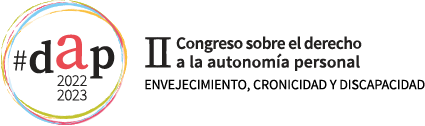 #dap
2022
2023
II Congreso sobre el derecho
a la autonomía personal
ENVEJECIMIENTO, CRONICIDAD Y DISCAPACIDAD